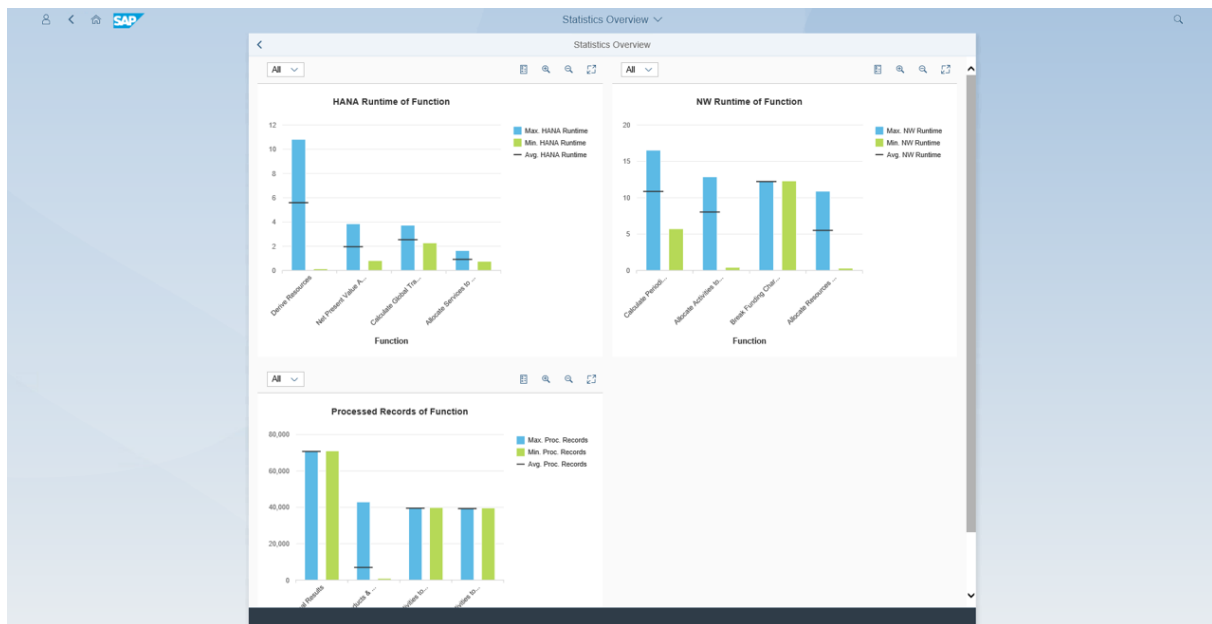 SAP
Statistics Overview
Statistics Overview
All
HANA Runtime of Function
12
10
8
6
4
2
0
Max. HANA Runtime
Min. HANA Runtime
Avg. HANA Runtime
Derive Resources
Net Present Value A...
Calculate Global Tra...
Allocate Services to ...
Function
All
NW Runtime of Function
20
15
10
5
0
Max. NW Runtime
Min. NW Runtime
Avg. NW Runtime
Calculate Periodi...
Allocate Activities to...
Break Funding Char...
Allocate Resources ...
Function
All
Processed Records of Function
80,000
60,000
40,000
20,000
0
Max. Proc. Records
Min. Proc. Records
Avg. Proc. Records
Results
&  ...
to...
to...